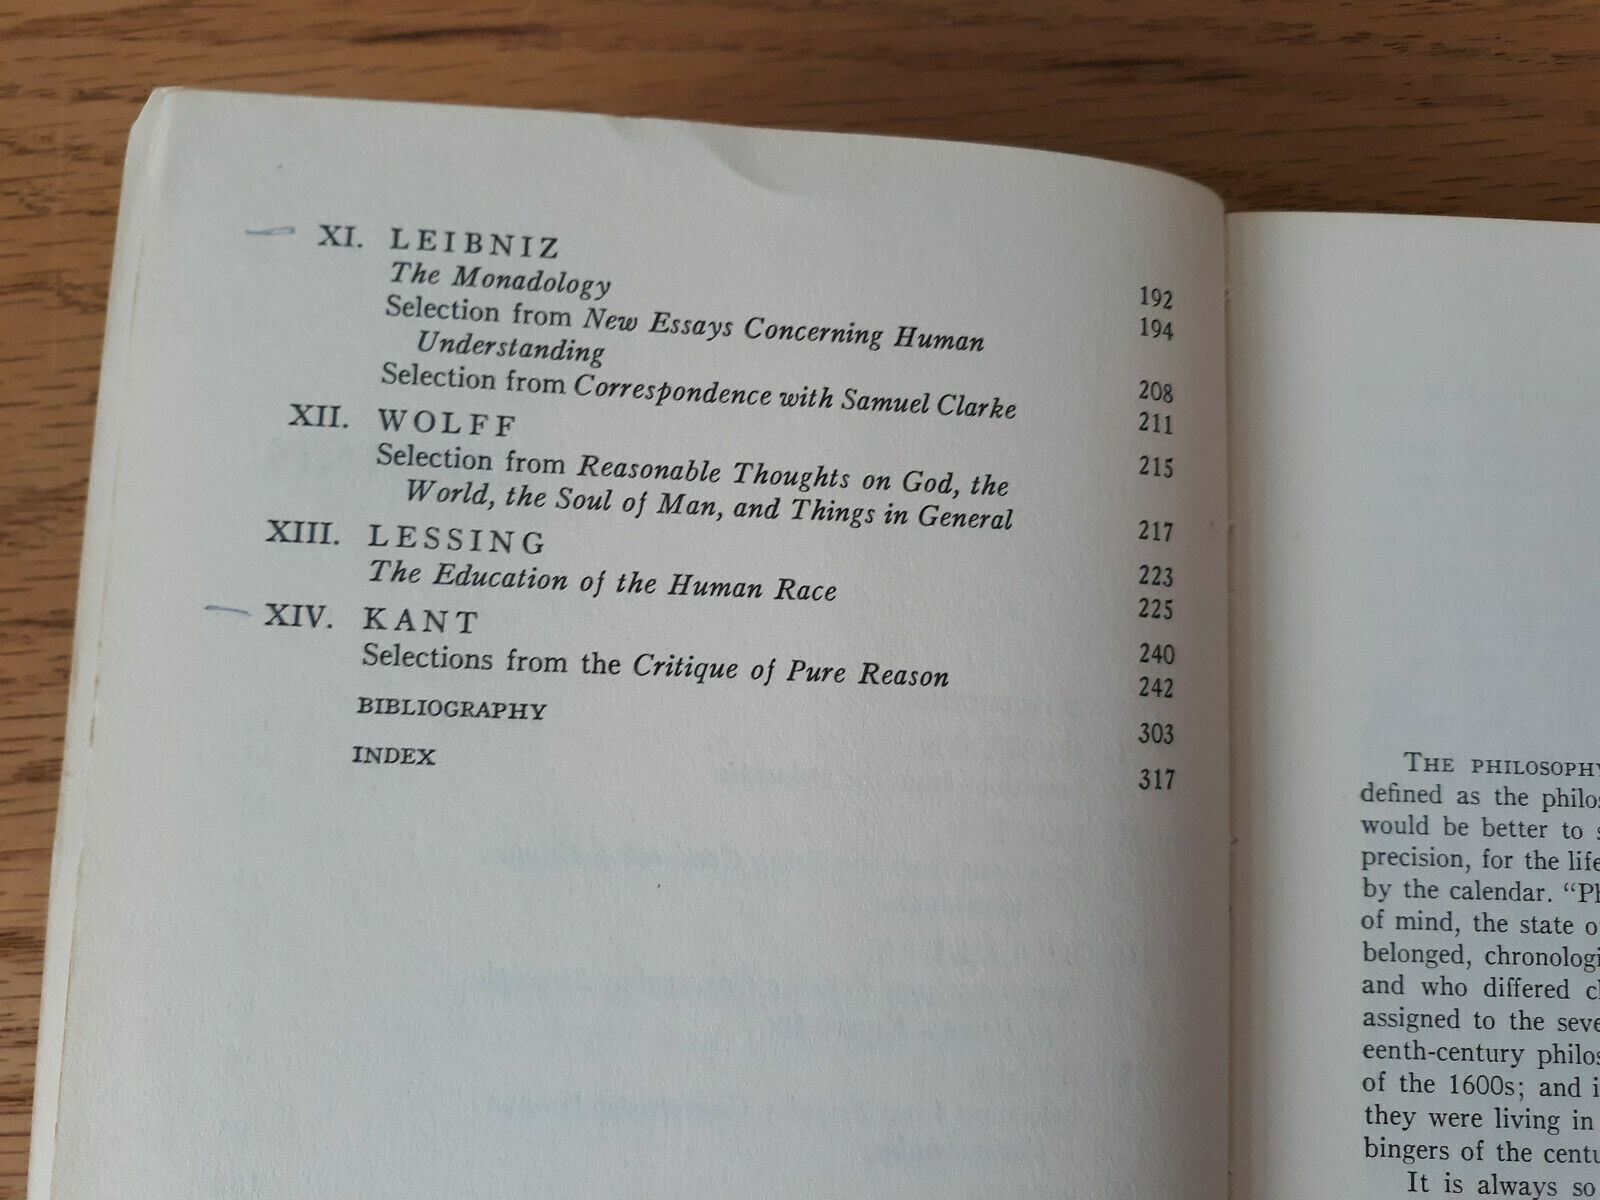 XI. LEIBNIZ 192
The Monadology 194
Selection from New Essays Concerning Human
Understanding 208
Selection from Correspondence with Samuel Clarke 211
XII. WOLFF 215
Selection from Reasonable Thoughts on God, the
World, the Soul of Man, and Things in General 217
XIII. LESSING 223
The Education of the Human Race 225
XIV. KANT 240
Selections from the Critique of Pure Reason 242
BIBLIOGRAPHY 303
INDEX 317
THE PHILOSOPHY
defined as the
would be better to
precision, for the
by the calendar.
of mind, the state
belonged,
and who differed
assigned to the
eenth-century
of the 1600s; and
they were living in
bingers of the
It is always so